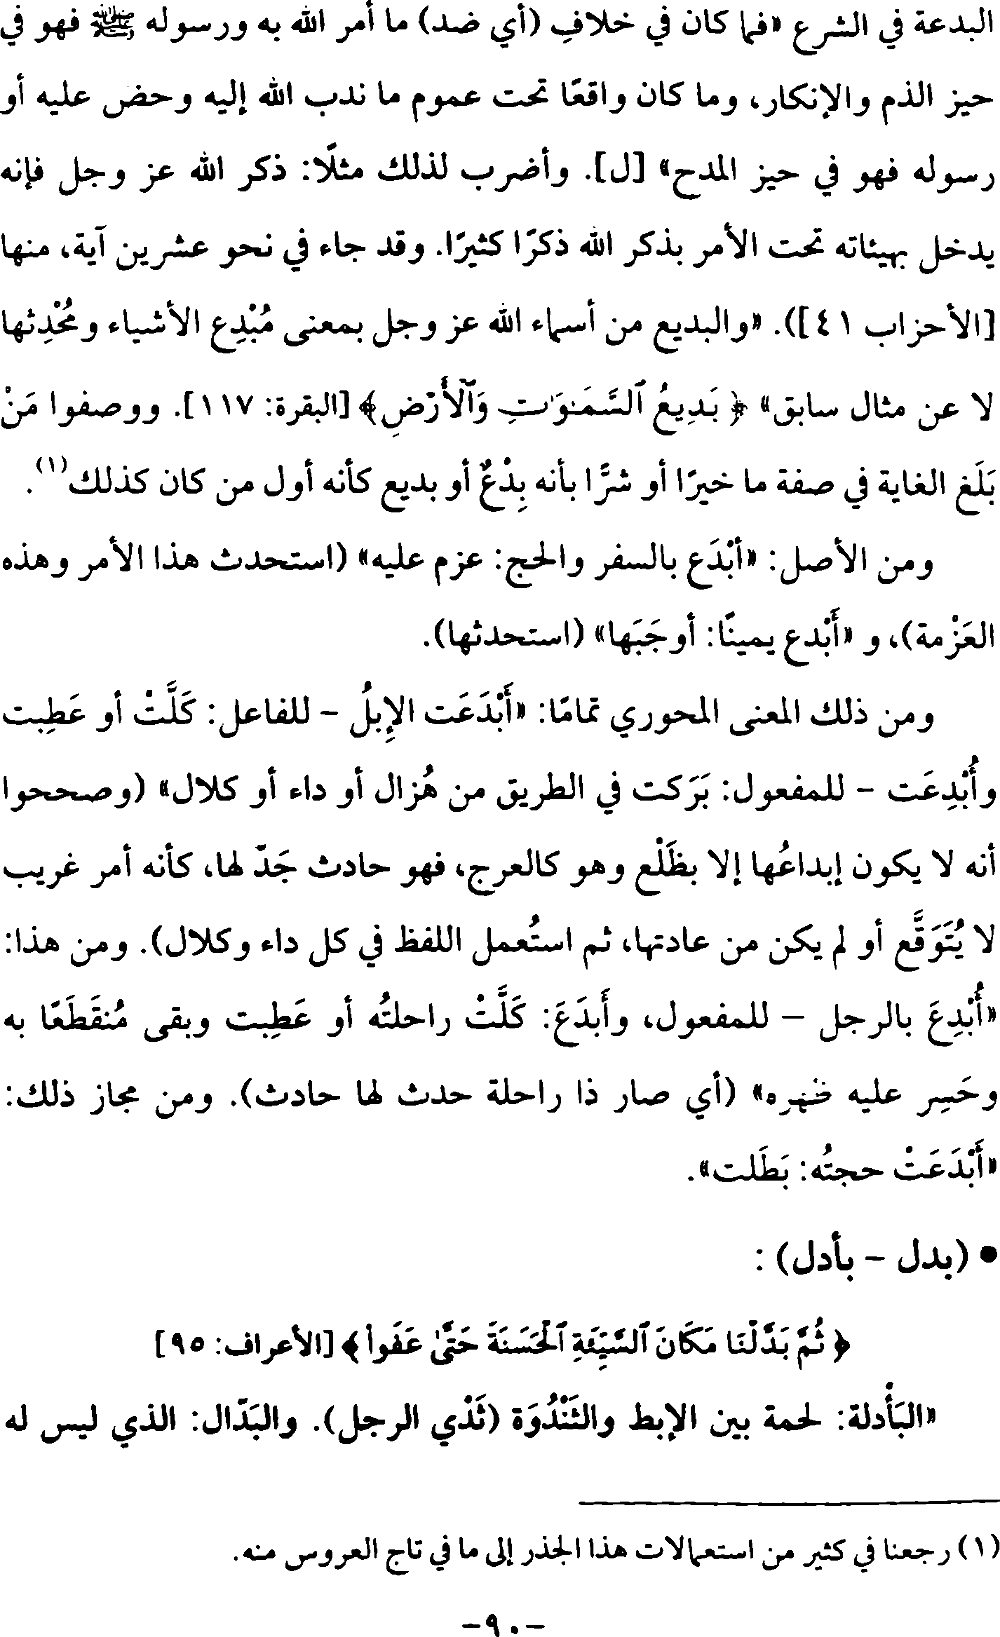 البدعة في الشرع «فما كان في خلافِ (أي ضد) ما أمر الله به ورسوله ﷺ فهو في
حيز الذم والإنكار، وما كان واقعًا تحت عموم ما ندب الله إليه وحض عليه أو
رسوله فهو في حيز المدح» [ل]. وأضرب لذلك مثلًا: ذكر الله عز وجل فإنه
يدخل بهيئاته تحت الأمر بذكر الله ذكرًا كثيرًا. وقد جاء في نحو عشرين آية، منها
[الأحزاب ٤١]). «والبديع من أسماء الله عز وجل بمعنى مُبْدِع الأشياء ومُحْدِثها
لا عن مثال سابق» ﴿ بَدِيعُ ٱلسَّمَـٰوَٰتِ وَٱلْأَرْضِ﴾ [البقرة: ١١٧]. ووصفوا مَنْ
بَلَغ الغاية في صفة ما خيرًا أو شرًّا بأنه بِدْعٌ أو بديع كأنه أول من كان كذلك(١).
ومن الأصل: «أبْدَع بالسفر والحج: عزم عليه» (استحدث هذا الأمر وهذه
العَزْمة)، و «أَبْدع يمينًا: أوجَبَها» (استحدثها).
ومن ذلك المعنى المحوري تمامًا: «أَبْدَعَت الإِبلُ – للفاعل: كَلَّتْ أو عَطِبت
وأُبْدِعَت – للمفعول: بَرَكت في الطريق من هُزال أو داء أو كلال» (وصححوا
أنه لا يكون إبداعُها إلا بظَلْع وهو كالعرج، فهو حادث جَدّ لها، كأنه أمر غريب
لا يُتَوَقَّع أو لم يكن من عادتها، ثم استُعمل اللفظ في كل داء وكلال). ومن هذا:
«أُبْدِعَ بالرجل – للمفعول، وأَبدَعَ: كَلَّتْ راحلتُه أو عَطِبت وبقى مُنقَطَعًا به
وحَسِر عليه ظهره» (أي صار ذا راحلة حدث لها حادث). ومن مجاز ذلك:
«أَبْدَعَتْ حجتُه: بَطَلت».
● (بدل – بأدل) :
﴿ ثُمَّ بَدَّلْنَا مَكَانَ ٱلسَّيِّئَةِ ٱلْحَسَنَةَ حَتَّىٰ عَفَوا۟ ﴾ [الأعراف: ٩٥]
«البَأْدلة: لحمة بين الإبط والثَنْدُوَة (ثَدْي الرجل). والبَدّال: الذي ليس له
(١) رجعنا في كثير من استعمالات هذا الجذر إلى ما في تاج العروس منه.
-٩٠-